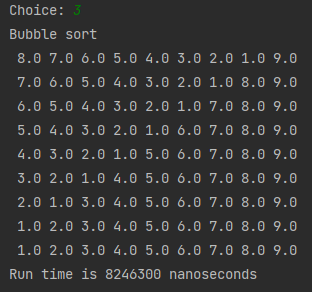 Choice: 3
Bubble sort
8.0 7.0 6.0 5.0 4.0 3.0 2.0 1.0 9.0
7.0 6.0 5.0 4.0 3.0 2.0 1.0 8.0 9.0
6.0 5.0 4.0 3.0 2.0 1.0 7.0 8.0 9.0
5.0 4.0 3.0 2.0 1.0 6.0 7.0 8.0 9.0
4.0 3.0 2.0 1.0 5.0 6.0 7.0 8.0 9.0
3.0 2.0 1.0 4.0 5.0 6.0 7.0 8.0 9.0
2.0 1.0 3.0 4.0 5.0 6.0 7.0 8.0 9.0
1.0 2.0 3.0 4.0 5.0 6.0 7.0 8.0 9.0
1.0 2.0 3.0 4.0 5.0 6.0 7.0 8.0 9.0
Run time is 8246300 nanoseconds